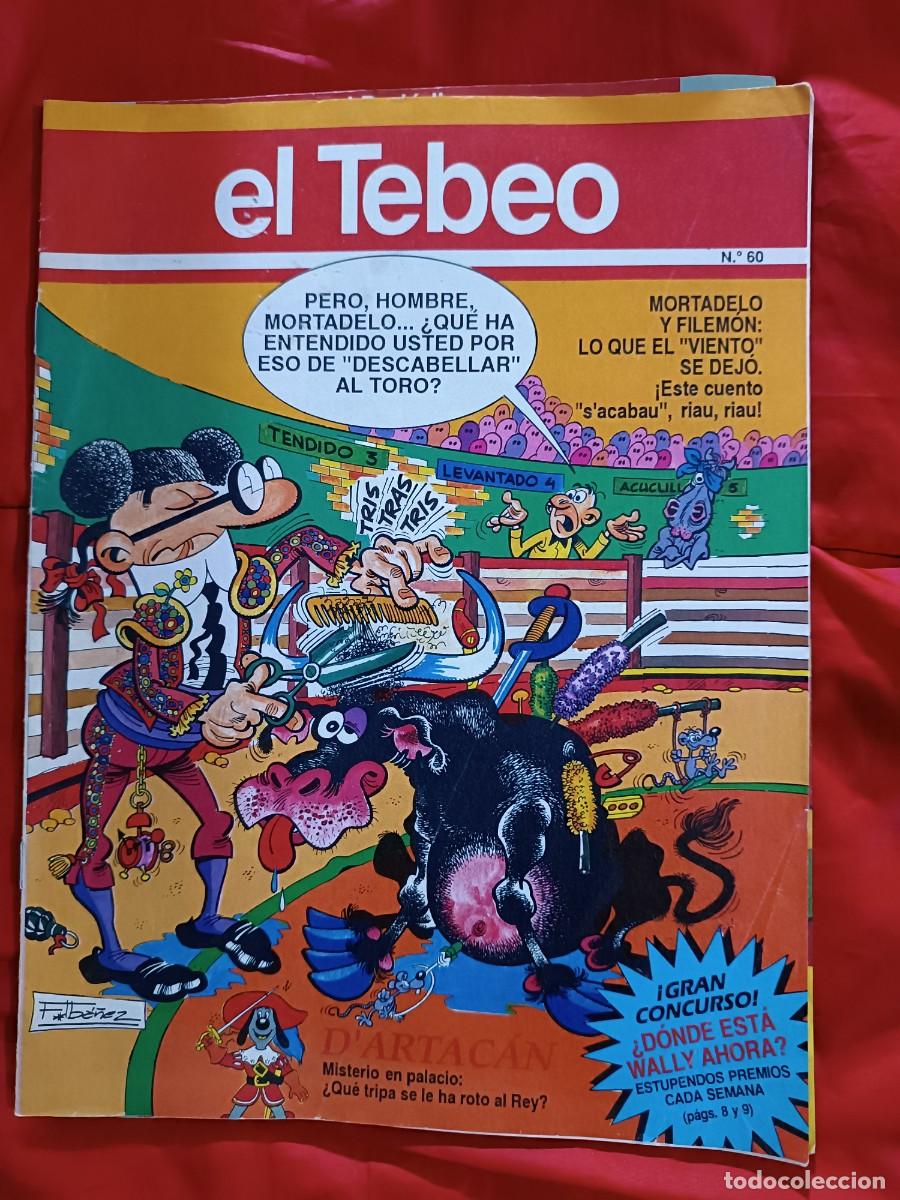 el Tebeo
N.° 60
PERO, HOMBRE,
MORTADELO... ¿QUÉ HA
ENTENDIDO USTED POR
ESO DE "DESCABELLAR"
AL TORO?
MORTADELO
Y FILEMÓN:
LO QUE EL "VIENTO"
SE DEJÓ.
¡Este cuento
"s'acabau", riau, riau!
TENDIDO 3
LEVANTADO 4
ACUCLILL 5
TRIS
TRAS
TRIS
F. Ibáñez
D'ARTACÁN
Misterio en palacio:
¿Qué tripa se le ha roto al Rey?
¡GRAN
CONCURSO!
¿DÓNDE ESTÁ
WALLY AHORA?
ESTUPENDOS PREMIOS
CADA SEMANA
(págs. 8 y 9)
todocoleccion